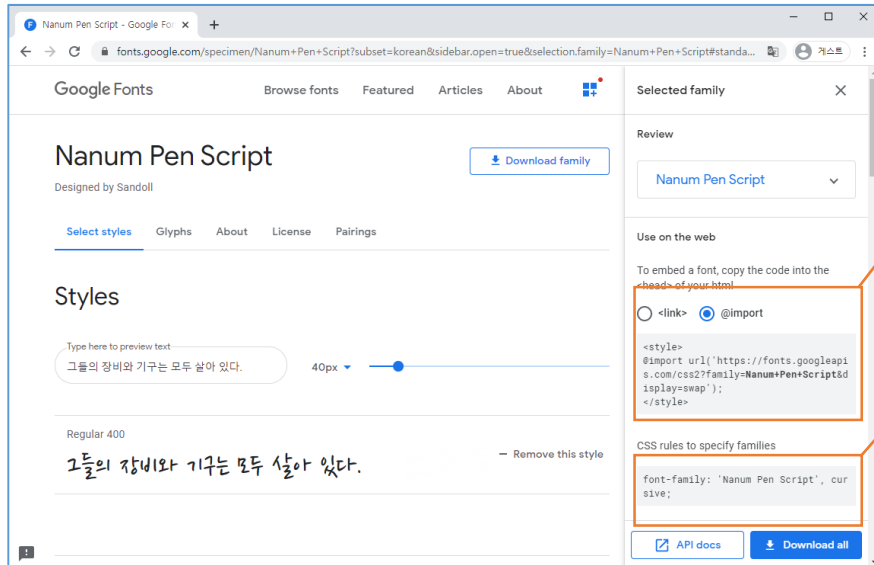 Nanum Pen Script - Google For
fonts.google.com/specimen/Nanum+Pen+Script?subset=korean&sidebar.open=true&selection.family=Nanum+Pen+Script#standa...
게스트
Google Fonts
Browse fonts
Featured
Articles
About
Nanum Pen Script
Designed by Sandoll
Download family
Select styles
Glyphs
About
License
Pairings
Styles
Type here to preview text
그들의 장비와 기구는 모두 살아 있다.
40px
Regular 400
그들의 장비와 기구는 모두 살아 있다.
Remove this style
Selected family
Review
Nanum Pen Script
Use on the web
To embed a font, copy the code into the
<head> of your html
<link>
@import
<style>
@import url('https://fonts.googleapi
s.com/css2?family=Nanum+Pen+Script&d
isplay=swap');
</style>
CSS rules to specify families
font-family: 'Nanum Pen Script', cur
sive;
API docs
Download all